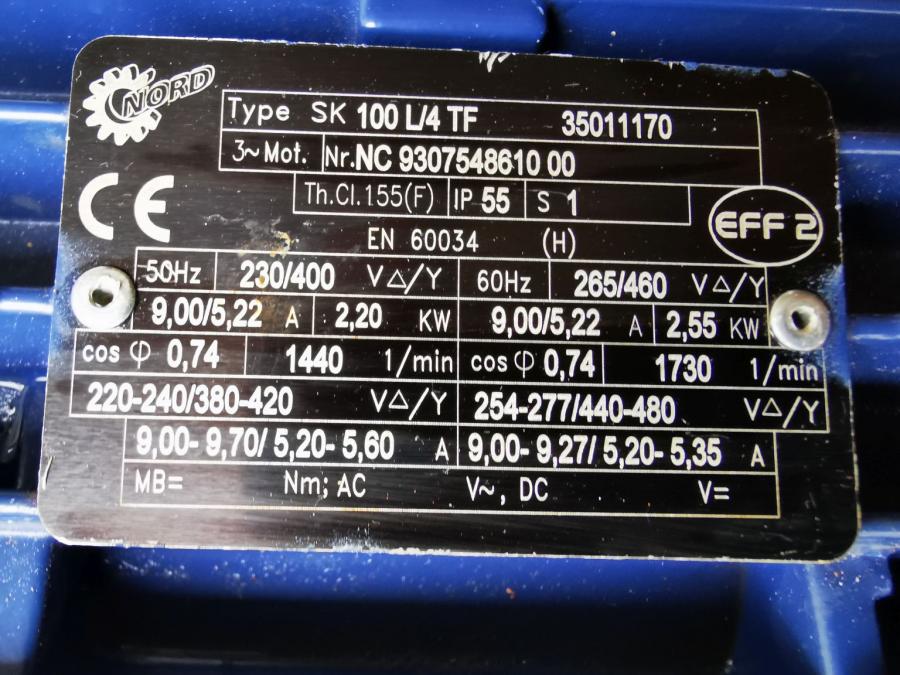 NORD
Type SK 100 L/4 TF 35011170
3~ Mot. Nr. NC 9307548610 00
Th.Cl.155(F) IP 55 S 1
CE EFF 2
EN 60034 (H)
50Hz 230/400 V △/Y 60Hz 265/460 V △/Y
9,00/5,22 A 2,20 KW 9,00/5,22 A 2,55 KW
cos φ 0,74 1440 1/min cos φ 0,74 1730 1/min
220-240/380-420 V△/Y 254-277/440-480 V△/Y
9,00- 9,70/ 5,20- 5,60 A 9,00- 9,27/ 5,20- 5,35 A
MB= Nm; AC V~, DC V=